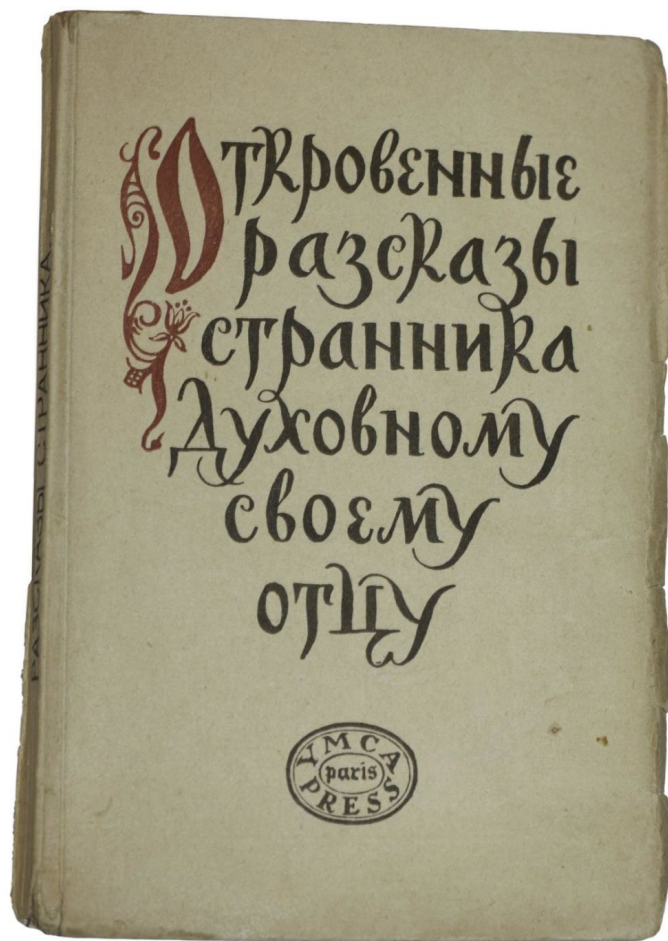 Откровенные
разсказы
странника
духовному
своему
отцу
YMCA
paris
PRESS
РАЗСКАЗЫ СТРАННИКА